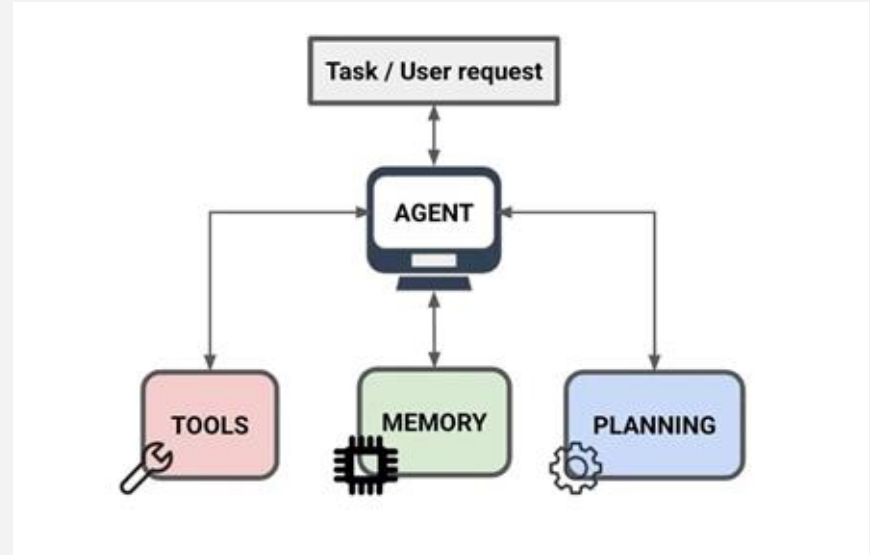 Task / User request
AGENT
TOOLS
MEMORY
PLANNING